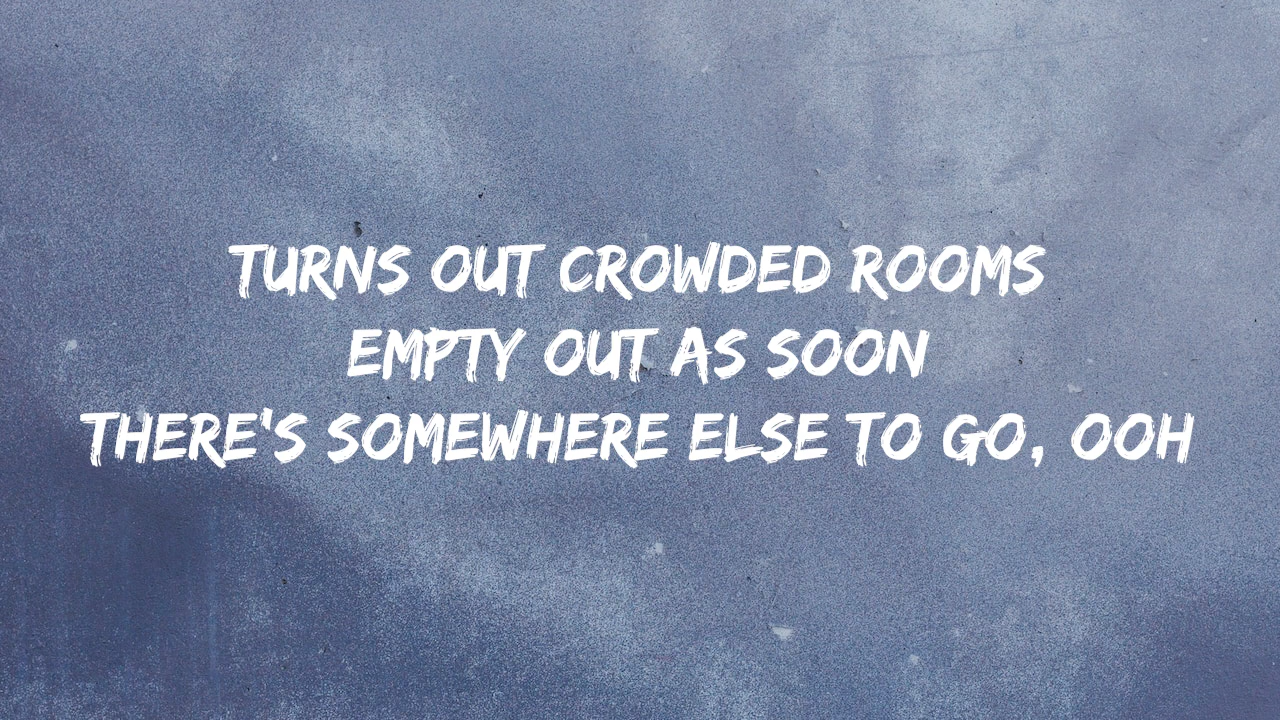 TURNS OUT CROWDED ROOMS
EMPTY OUT AS SOON
THERE'S SOMEWHERE ELSE TO GO, OOH